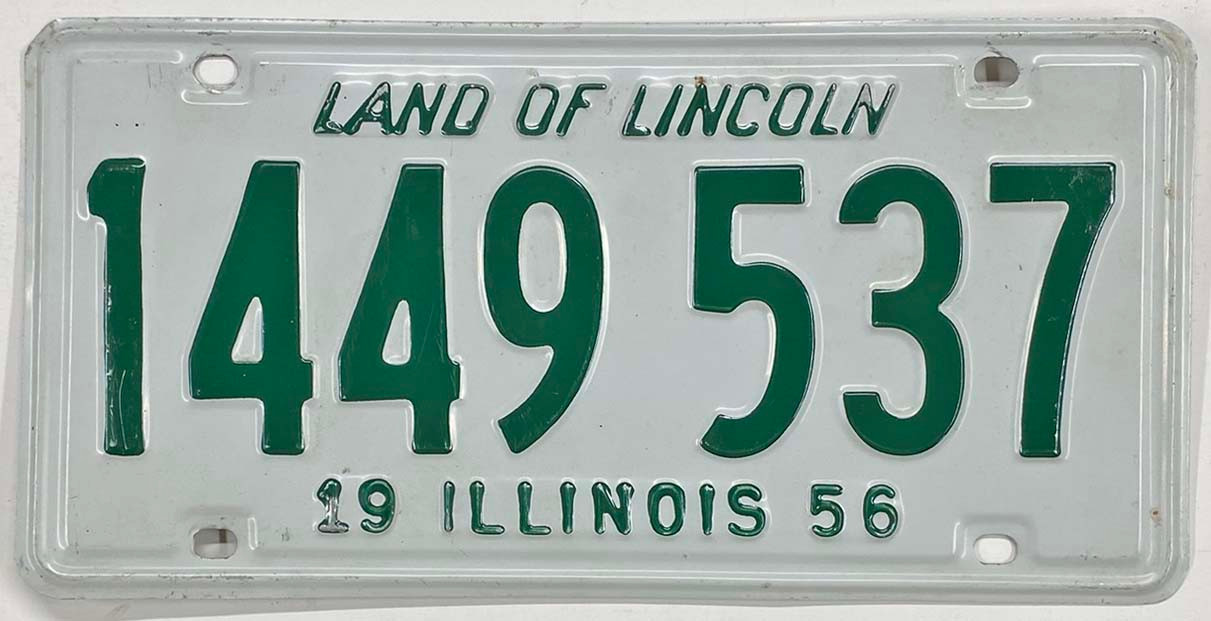 LAND OF LINCOLN
1449 537
19 ILLINOIS 56